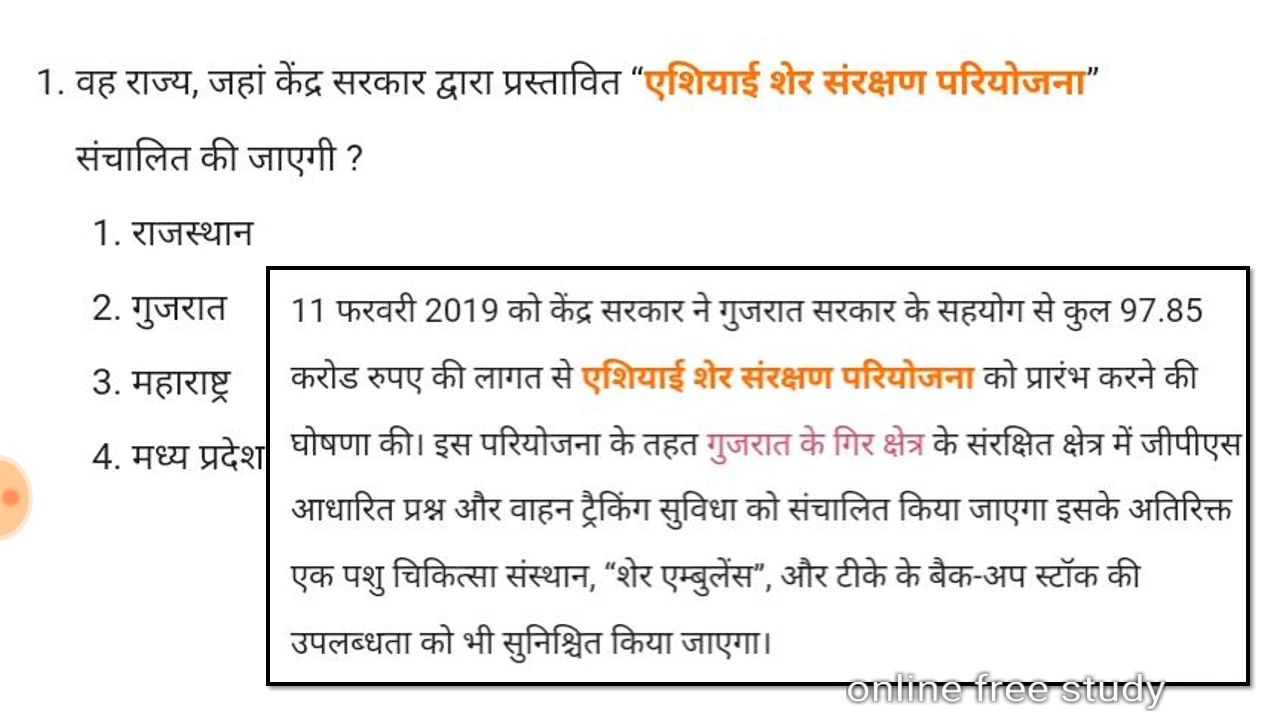 1. वह राज्य, जहां केंद्र सरकार द्वारा प्रस्तावित “एशियाई शेर संरक्षण परियोजना”
संचालित की जाएगी ?
1. राजस्थान
2. गुजरात
3. महाराष्ट्र
4. मध्य प्रदेश
11 फरवरी 2019 को केंद्र सरकार ने गुजरात सरकार के सहयोग से कुल 97.85
करोड रुपए की लागत से एशियाई शेर संरक्षण परियोजना को प्रारंभ करने की
घोषणा की। इस परियोजना के तहत गुजरात के गिर क्षेत्र के संरक्षित क्षेत्र में जीपीएस
आधारित प्रश्न और वाहन ट्रैकिंग सुविधा को संचालित किया जाएगा इसके अतिरिक्त
एक पशु चिकित्सा संस्थान, “शेर एम्बुलेंस”, और टीके के बैक-अप स्टॉक की
उपलब्धता को भी सुनिश्चित किया जाएगा।
online free study